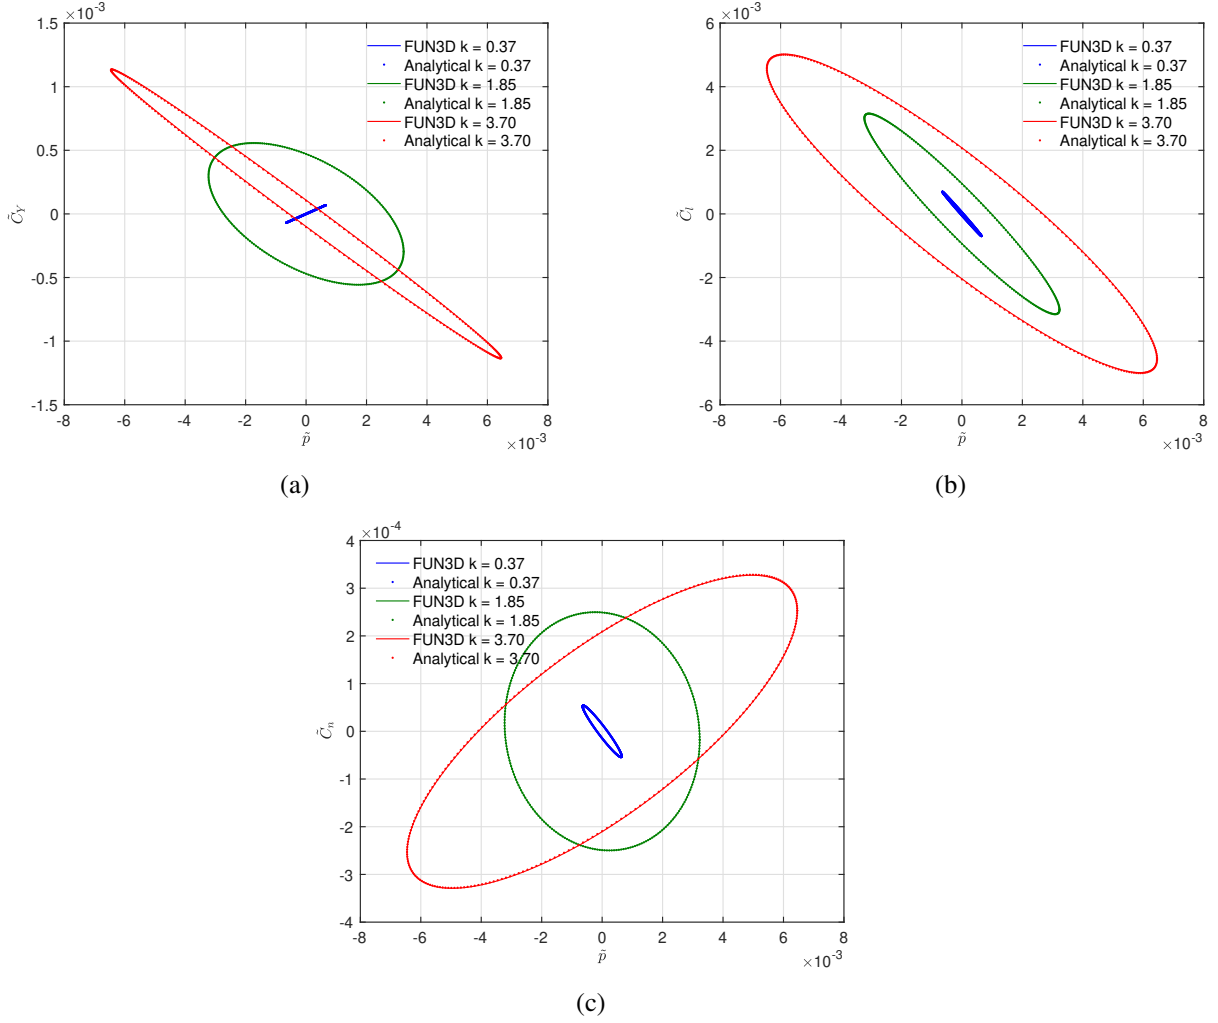 ×10⁻³
1.5
1
0.5
0
-0.5
-1
-1.5
C̃_Y
-8 -6 -4 -2 0 2 4 6 8
p̃
×10⁻³
FUN3D k = 0.37
Analytical k = 0.37
FUN3D k = 1.85
Analytical k = 1.85
FUN3D k = 3.70
Analytical k = 3.70
(a)
×10⁻³
6
4
2
0
-2
-4
-6
C̃_l
-8 -6 -4 -2 0 2 4 6 8
p̃
×10⁻³
FUN3D k = 0.37
Analytical k = 0.37
FUN3D k = 1.85
Analytical k = 1.85
FUN3D k = 3.70
Analytical k = 3.70
(b)
×10⁻⁴
4
3
2
1
0
-1
-2
-3
-4
C̃_n
-8 -6 -4 -2 0 2 4 6 8
p̃
×10⁻³
FUN3D k = 0.37
Analytical k = 0.37
FUN3D k = 1.85
Analytical k = 1.85
FUN3D k = 3.70
Analytical k = 3.70
(c)